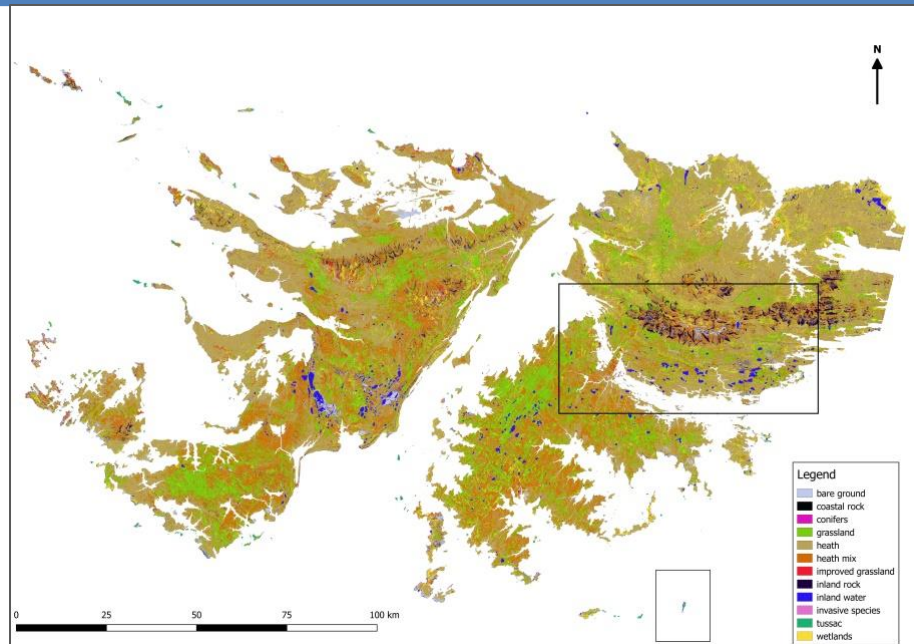 N
Legend
bare ground
coastal rock
conifers
grassland
heath
heath mix
improved grassland
inland rock
inland water
invasive species
tussac
wetlands
0 25 50 75 100 km